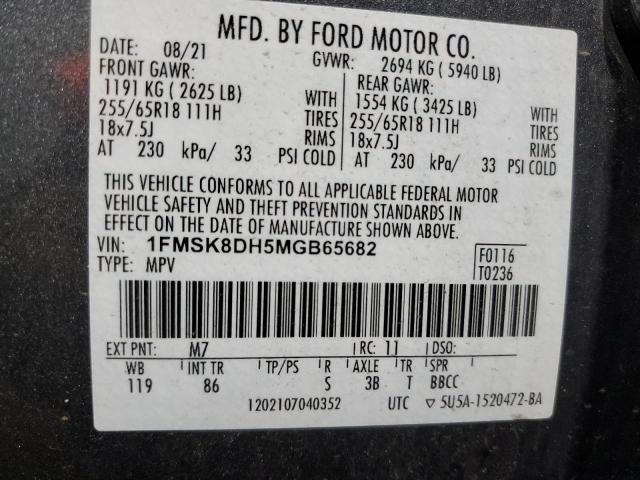 MFD. BY FORD MOTOR CO.
DATE: 08/21 GVWR: 2694 KG ( 5940 LB)
FRONT GAWR: REAR GAWR:
1191 KG ( 2625 LB) WITH 1554 KG ( 3425 LB) WITH
255/65R18 111H TIRES 255/65R18 111H TIRES
18x7.5J RIMS 18x7.5J RIMS
AT 230 kPa/ 33 PSI COLD AT 230 kPa/ 33 PSI COLD
THIS VEHICLE CONFORMS TO ALL APPLICABLE FEDERAL MOTOR
VEHICLE SAFETY AND THEFT PREVENTION STANDARDS IN
EFFECT ON THE DATE OF MANUFACTURE SHOWN ABOVE.
VIN: 1FMSK8DH5MGB65682 F0116
TYPE: MPV T0236
EXT PNT: M7 RC: 11 DSO:
WB INT TR TP/PS R AXLE TR SPR
119 86 S 3B T BBCC
1202107040352 UTC ▽ 5U5A-1520472-BA